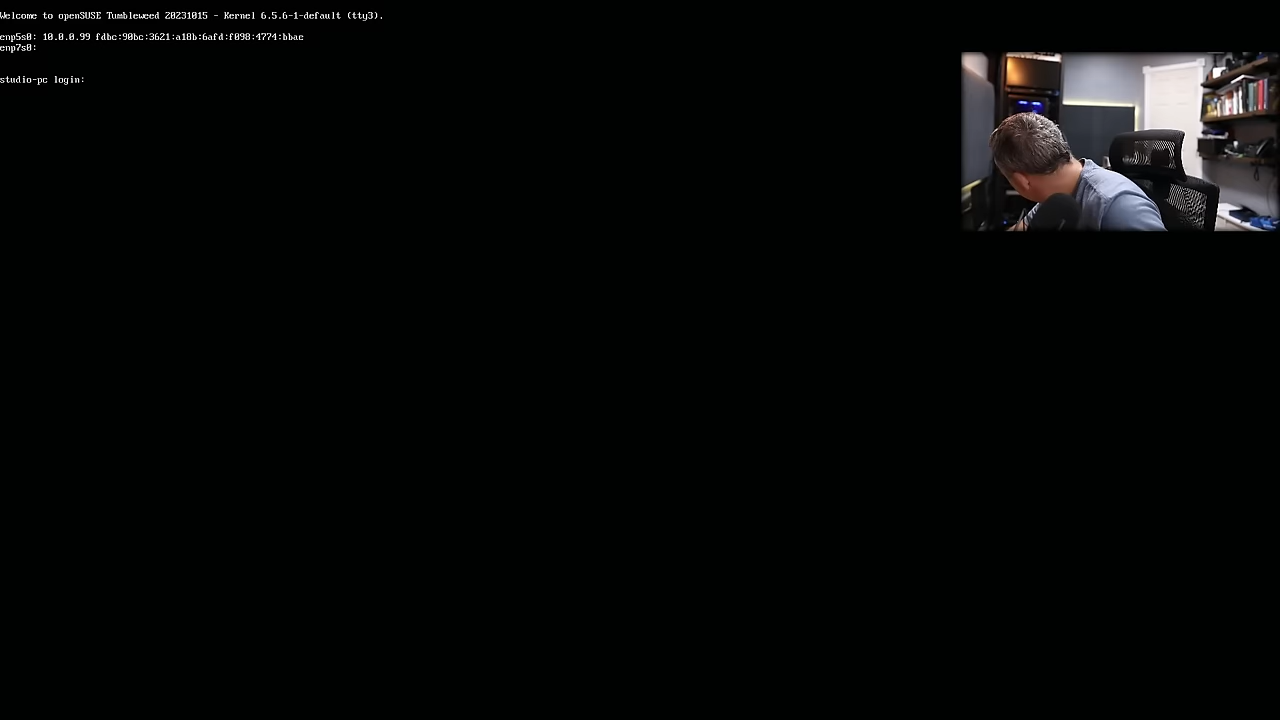 Welcome to openSUSE Tumbleweed 20231015 - Kernel 6.5.6-1-default (tty3).
enp5s0: 10.0.0.99 fdbc:90bc:3621:a18b:6afd:f098:4774:bbac
enp7s0:
studio-pc login: